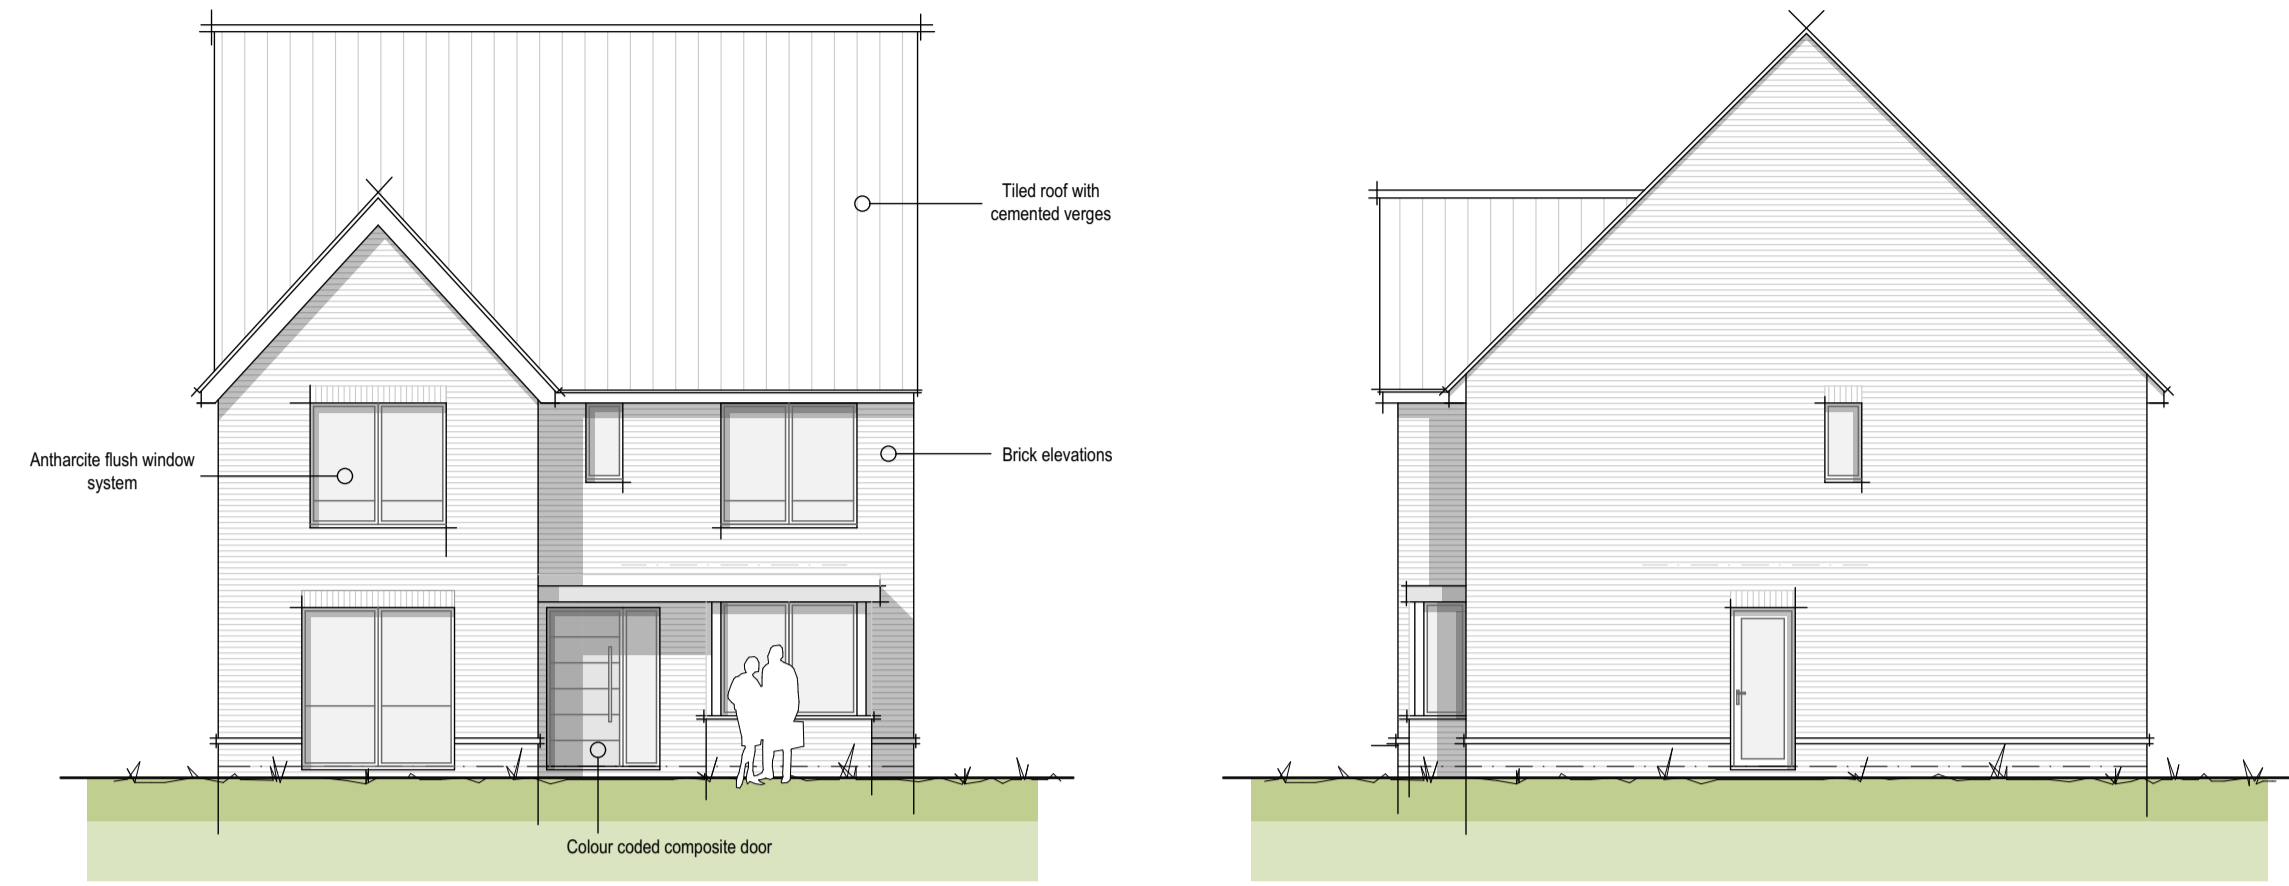 Tiled roof with
cemented verges
Antharcite flush window
system
Brick elevations
Colour coded composite door